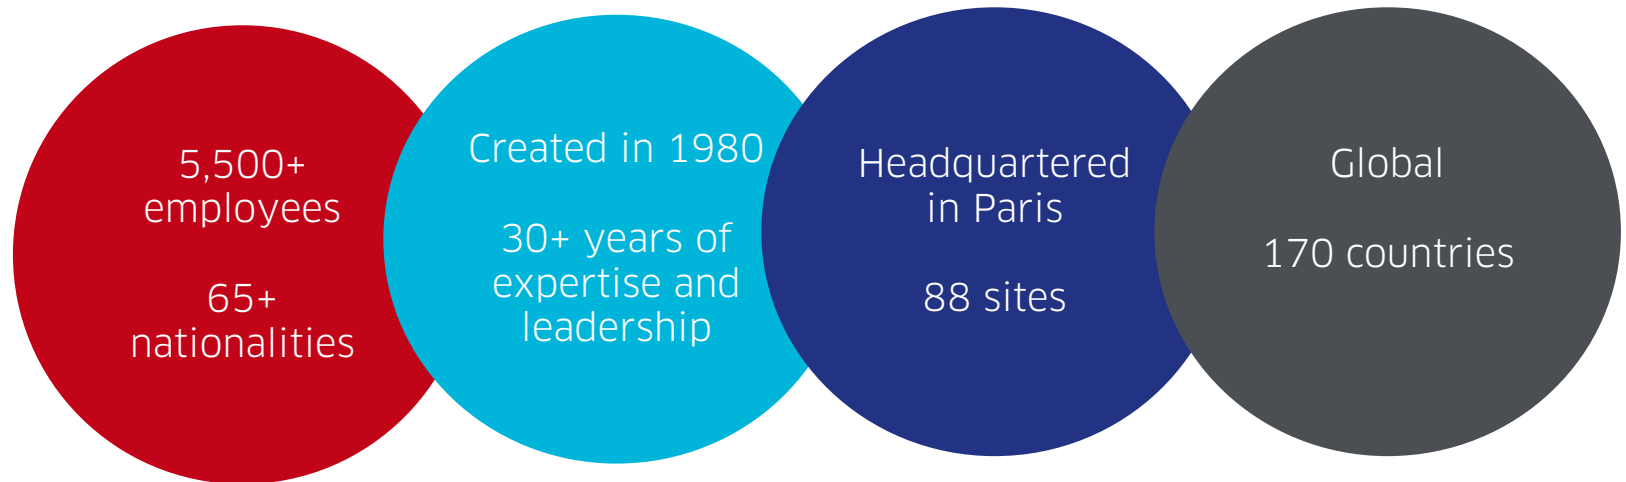 5,500+
employees
65+
nationalities
Created in 1980
30+ years of
expertise and
leadership
Headquartered
in Paris
88 sites
Global
170 countries